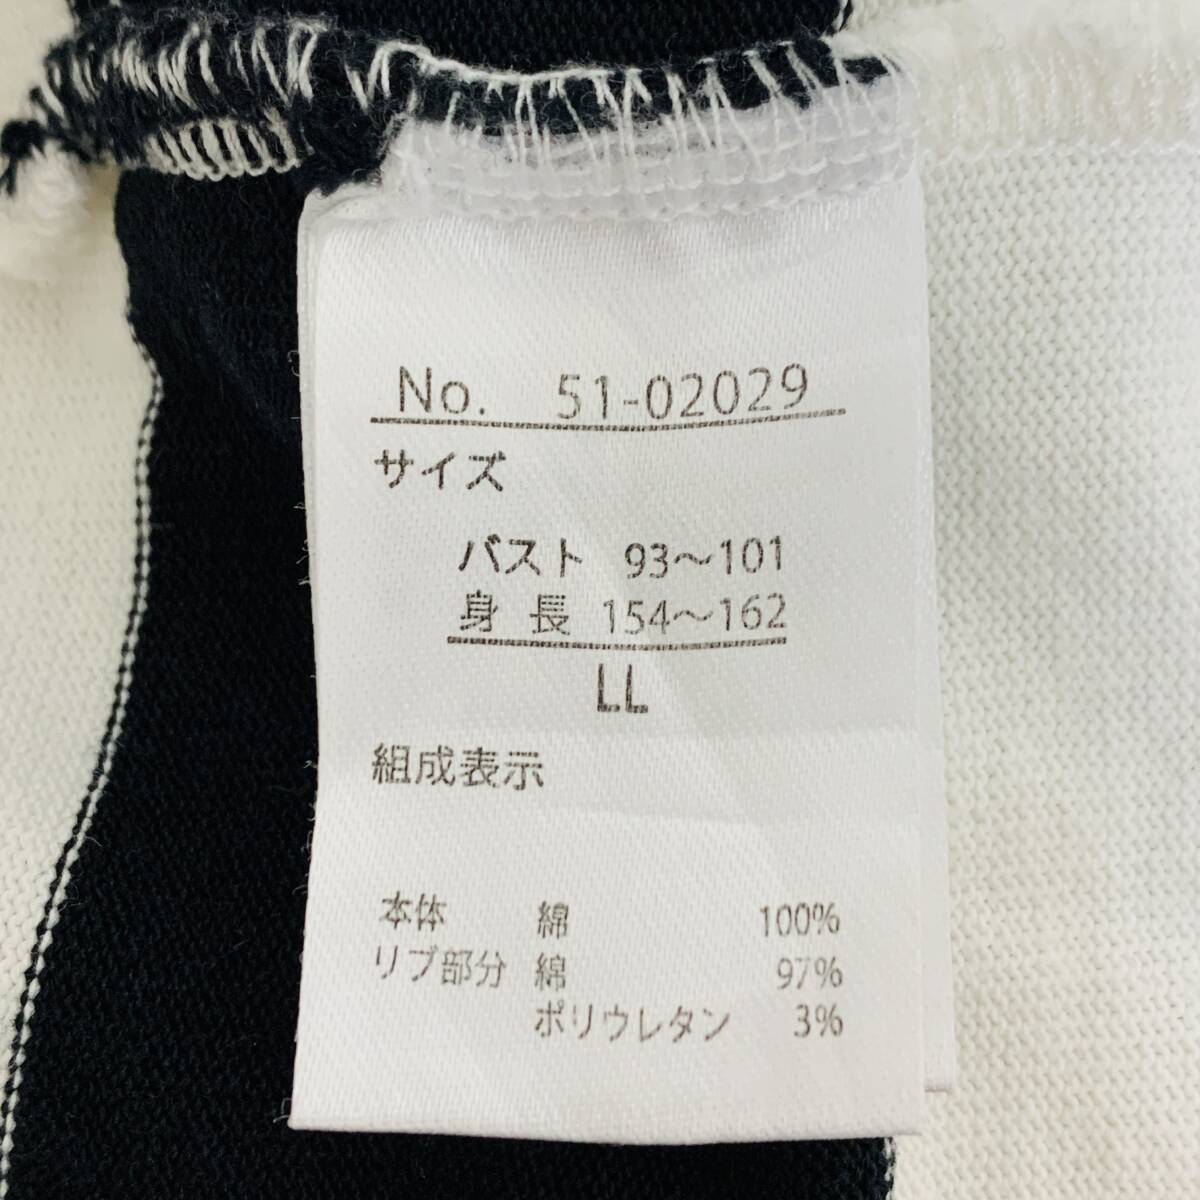 No. 51-02029
サイズ
バスト 93〜101
身 長 154〜162
LL
組成表示
本体 綿 100%
リブ部分 綿 97%
ポリウレタン 3%